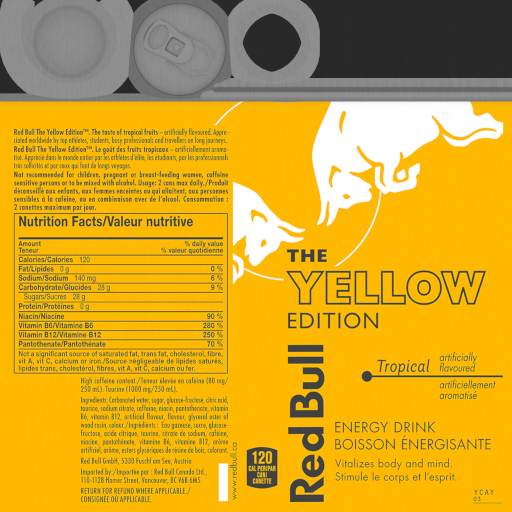 Red Bull The Yellow Edition™. The taste of tropical fruits – artificially flavoured. Appre-
ciated worldwide by top athletes, students, busy professionals and travellers on long journeys.
Red Bull The Yellow Edition™. Le goût des fruits tropicaux – artificiellement aroma-
tisé. Apprécié dans le monde entier par les athlètes d'élite, les étudiants, par les professionnels
très sollicités et par ceux qui font de longs voyages.
Not recommended for children, pregnant or breast-feeding women, caffeine
sensitive persons or to be mixed with alcohol. Usage: 2 cans max daily./Produit
déconseillé aux enfants, aux femmes enceintes ou qui allaitent, aux personnes
sensibles à la caféine, ou en combinaison avec de l'alcool. Consommation :
2 canettes maximum par jour.
Nutrition Facts/Valeur nutritive
Amount % daily value
Teneur % valeur quotidienne
Calories/Calories 120
Fat/Lipides 0 g 0 %
Sodium/Sodium 140 mg 6 %
Carbohydrate/Glucides 28 g 9 %
Sugars/Sucres 28 g
Protein/Protéines 0 g
Niacin/Niacine 90 %
Vitamin B6/Vitamine B6 280 %
Vitamin B12/Vitamine B12 250 %
Pantothenate/Pantothénate 70 %
Not a significant source of saturated fat, trans fat, cholesterol, fibre,
vit A, vit C, calcium or iron./Source négligeable de lipides saturés,
lipides trans, cholestérol, fibres, vit A, vit C, calcium ou fer.
High caffeine content/Teneur élevée en caféine (80 mg/
250 mL). Taurine (1000 mg/250 mL).
Ingredients: Carbonated water, sugar, glucose-fructose, citric acid,
taurine, sodium citrate, caffeine, niacin, pantothenate, vitamin
B6, vitamin B12, artificial flavour, flavour, glycerol ester of
wood rosin, colour./Ingrédients : Eau gazeuse, sucre, glucose-
fructose, acide citrique, taurine, citrate de sodium, caféine,
niacine, pantothénate, vitamine B6, vitamine B12, arôme
artificiel, arôme, esters glycériques de résine de bois, colorant.
Red Bull GmbH, 5330 Fuschl am See, Austria
Imported by:/Importée par : Red Bull Canada Ltd.,
110-1128 Homer Street, Vancouver, BC V6B 6M5
RETURN FOR REFUND WHERE APPLICABLE./
CONSIGNÉE OÙ APPLICABLE.
www.redbull.ca
120
CAL PER/PAR
CAN/
CANETTE
THE
YELLOW
EDITION
Red Bull
Tropical
artificially
flavoured
artificiellement
aromatisé
ENERGY DRINK
BOISSON ÉNERGISANTE
Vitalizes body and mind.
Stimule le corps et l'esprit.
YCAY
03